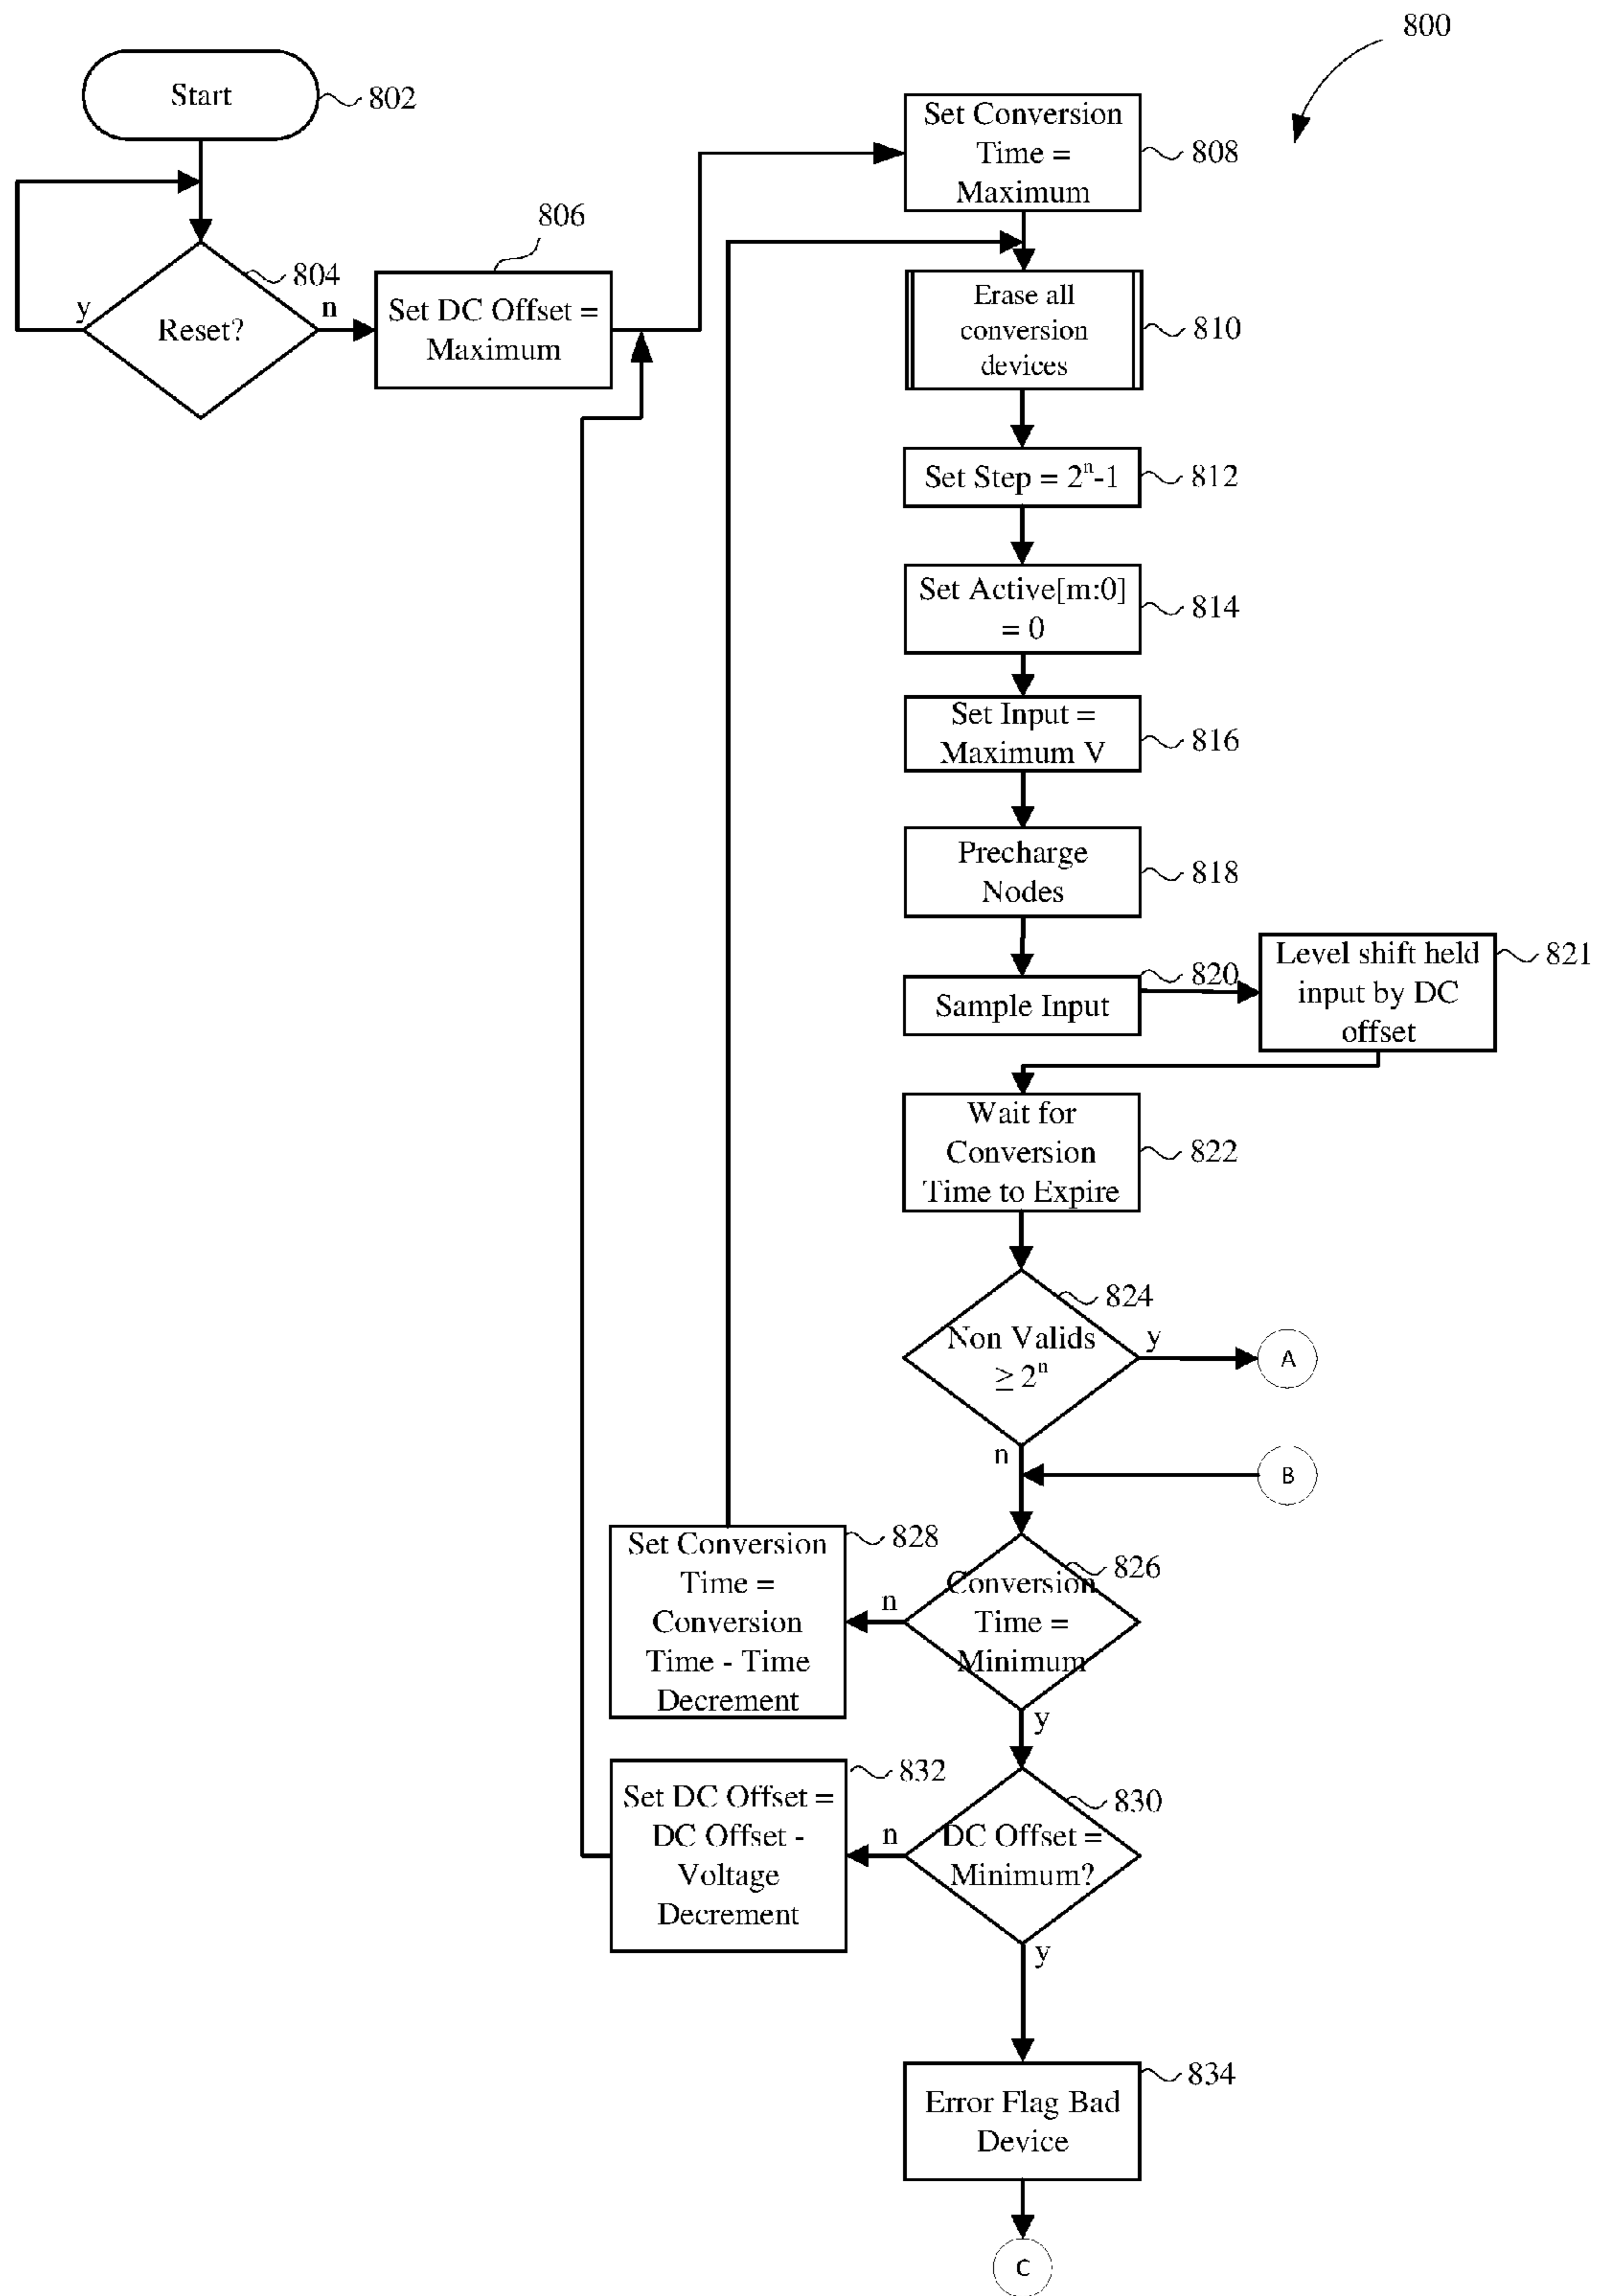 800
Start
802
804
y
n
Reset?
806
Set DC Offset =
Maximum
Set Conversion
Time =
Maximum
808
Erase all
conversion
devices
810
Set Step = 2ⁿ-1
812
Set Active[m:0]
= 0
814
Set Input =
Maximum V
816
Precharge
Nodes
818
820
Sample Input
Level shift held
input by DC
offset
821
Wait for
Conversion
Time to Expire
822
824
Non Valids
≥ 2ⁿ
y
A
n
B
826
Conversion
Time =
Minimum
n
828
Set Conversion
Time =
Conversion
Time - Time
Decrement
y
830
DC Offset =
Minimum?
n
832
Set DC Offset =
DC Offset -
Voltage
Decrement
y
834
Error Flag Bad
Device
C